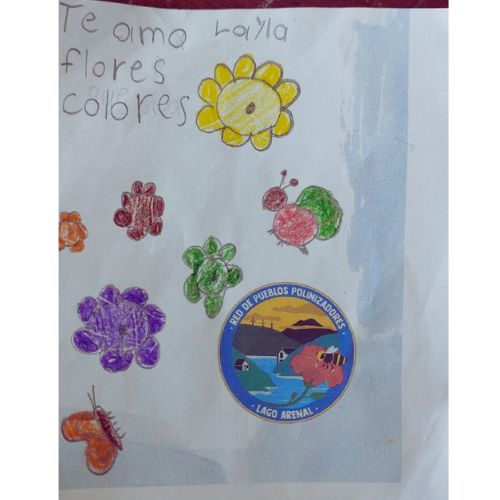 Te amo Layla
flores
colores
· RED DE PUEBLOS POLINIZADORES ·
LAGO ARENAL